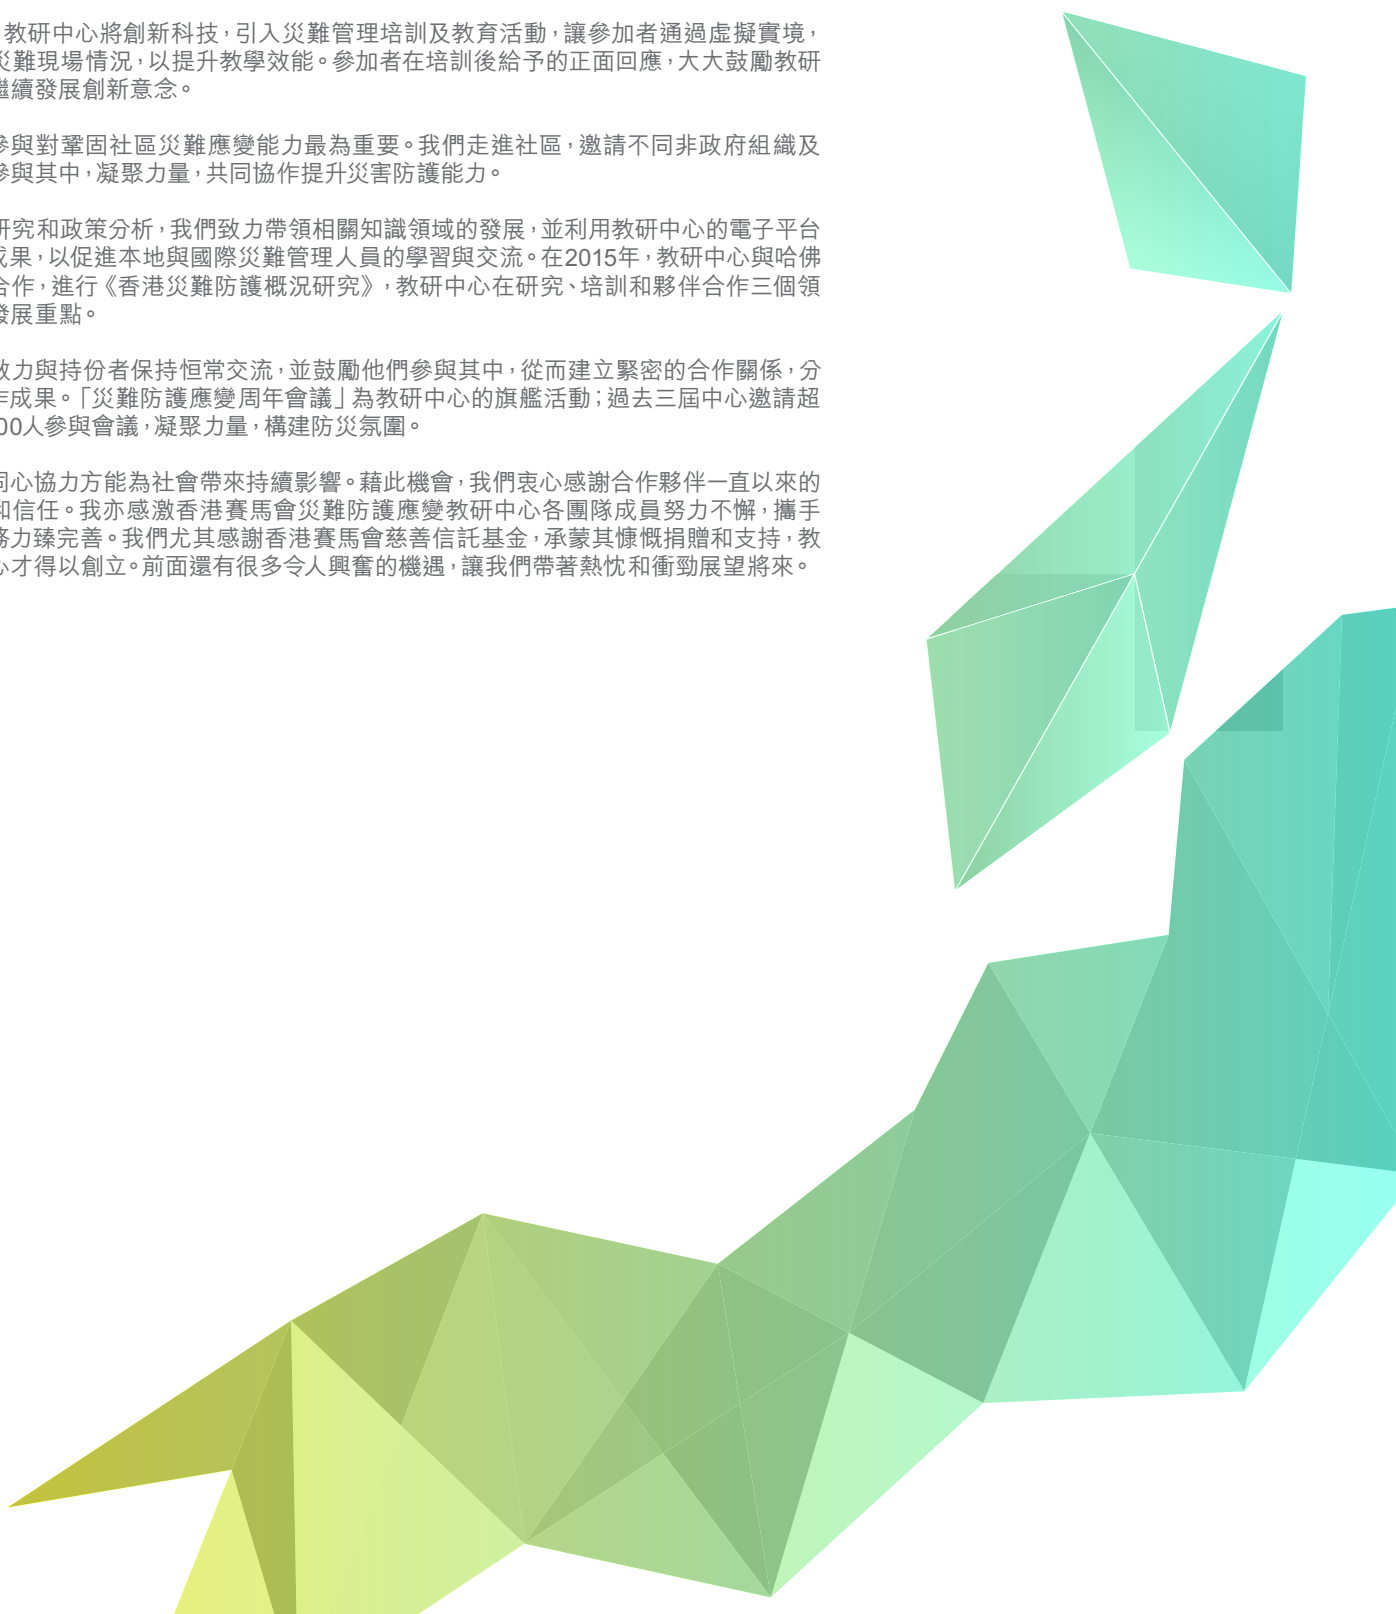 教研中心將創新科技，引入災難管理培訓及教育活動，讓參加者通過虛擬實境，
災難現場情況，以提升教學效能。參加者在培訓後給予的正面回應，大大鼓勵教研
繼續發展創新意念。
參與對鞏固社區災難應變能力最為重要。我們走進社區，邀請不同非政府組織及
參與其中，凝聚力量，共同協作提升災害防護能力。
研究和政策分析，我們致力帶領相關知識領域的發展，並利用教研中心的電子平台
成果，以促進本地與國際災難管理人員的學習與交流。在2015年，教研中心與哈佛
合作，進行《香港災難防護概況研究》，教研中心在研究、培訓和夥伴合作三個領
發展重點。
致力與持份者保持恒常交流，並鼓勵他們參與其中，從而建立緊密的合作關係，分
作成果。「災難防護應變周年會議」為教研中心的旗艦活動；過去三屆中心邀請超
00人參與會議，凝聚力量，構建防災氛圍。
同心協力方能為社會帶來持續影響。藉此機會，我們衷心感謝合作夥伴一直以來的
和信任。我亦感激香港賽馬會災難防護應變教研中心各團隊成員努力不懈，攜手
務力臻完善。我們尤其感謝香港賽馬會慈善信託基金，承蒙其慷慨捐贈和支持，教
心才得以創立。前面還有很多令人興奮的機遇，讓我們帶著熱忱和衝勁展望將來。